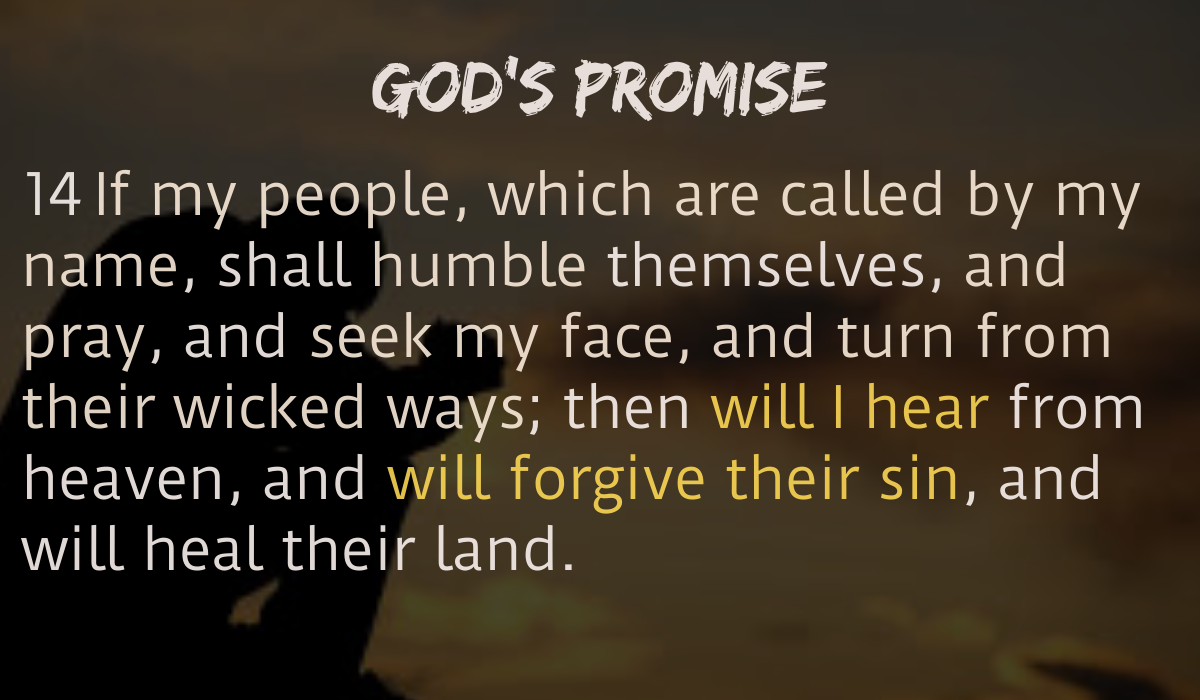 GOD'S PROMISE
14 If my people, which are called by my
name, shall humble themselves, and
pray, and seek my face, and turn from
their wicked ways; then will I hear from
heaven, and will forgive their sin, and
will heal their land.